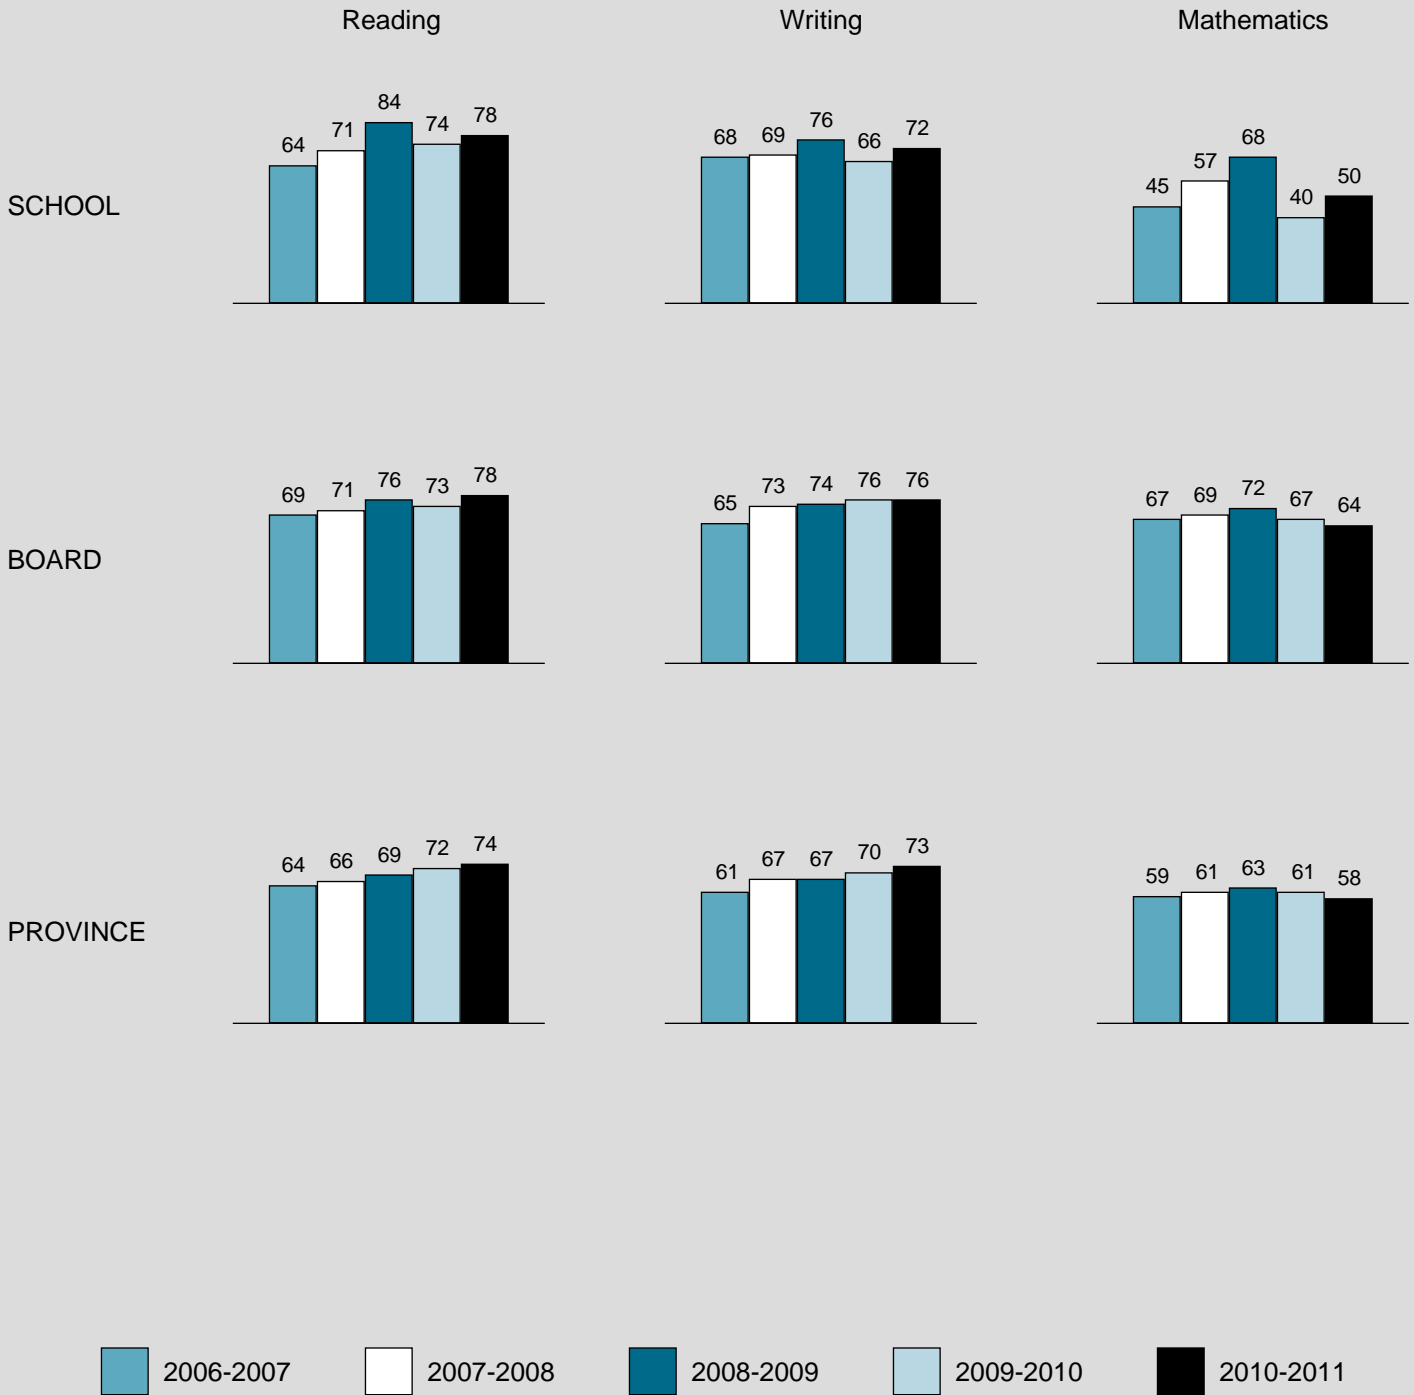 Reading Writing Mathematics
SCHOOL
64 71 84 74 78
68 69 76 66 72
45 57 68 40 50
BOARD
69 71 76 73 78
65 73 74 76 76
67 69 72 67 64
PROVINCE
64 66 69 72 74
61 67 67 70 73
59 61 63 61 58
2006-2007 2007-2008 2008-2009 2009-2010 2010-2011